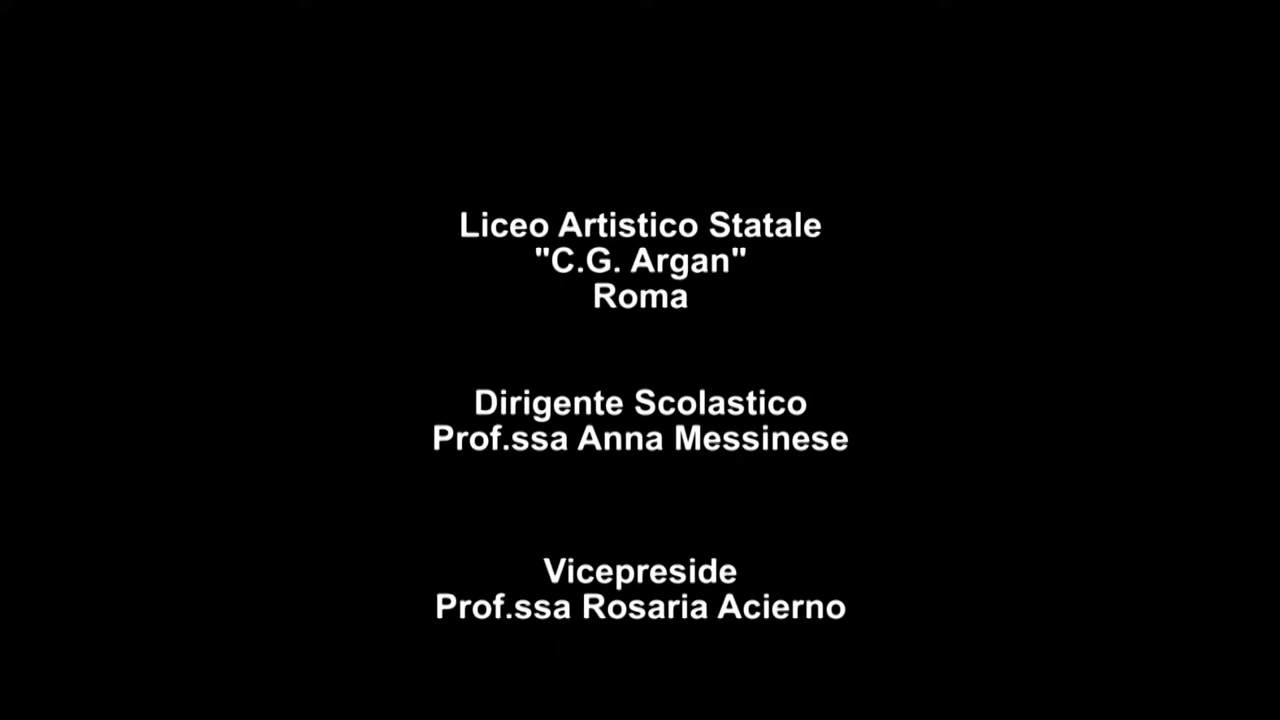 Liceo Artistico Statale
"C.G. Argan"
Roma
Dirigente Scolastico
Prof.ssa Anna Messinese
Vicepreside
Prof.ssa Rosaria Acierno